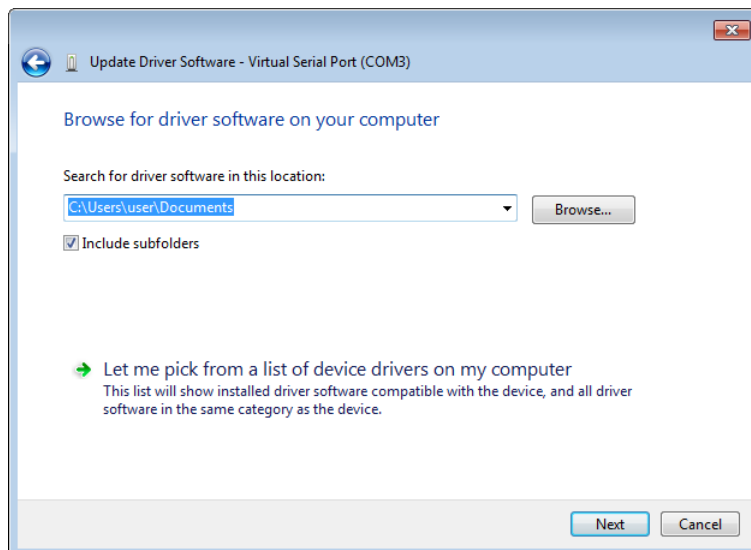 Update Driver Software - Virtual Serial Port (COM3)
Browse for driver software on your computer
Search for driver software in this location:
C:\Users\user\Documents
Browse...
Include subfolders
Let me pick from a list of device drivers on my computer
This list will show installed driver software compatible with the device, and all driver
software in the same category as the device.
Next
Cancel